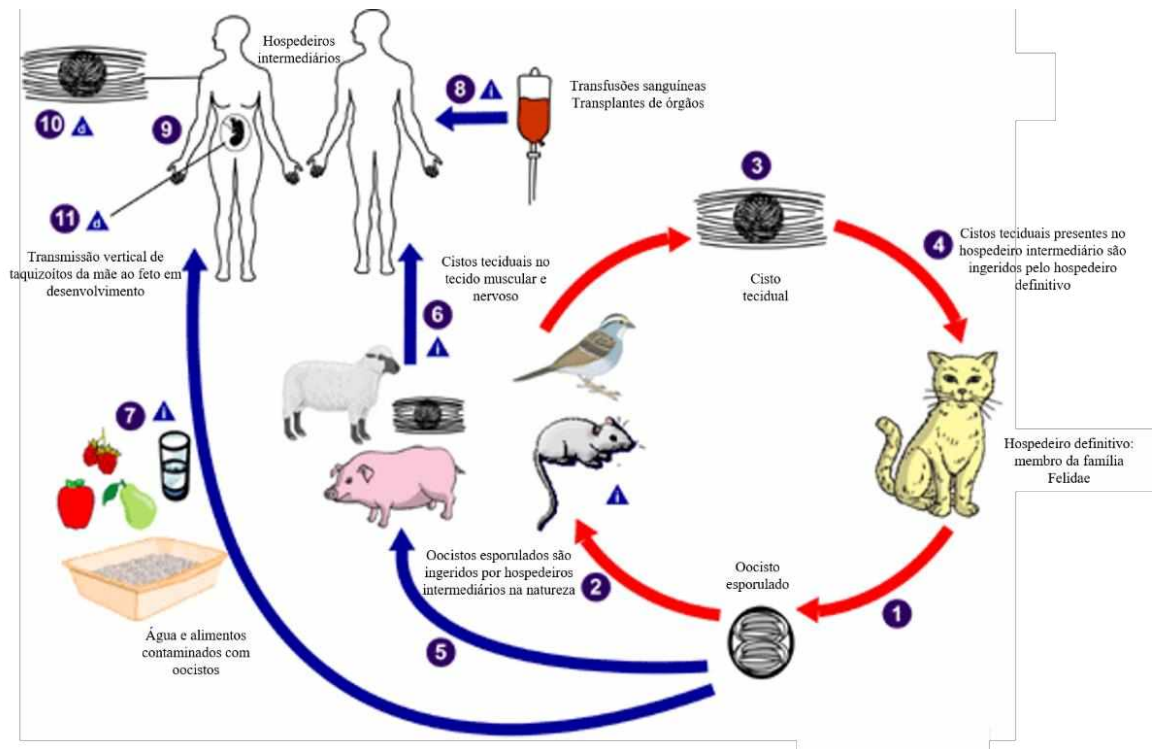 Hospedeiros
intermediários
10
d
9
8
i
Transfusões sanguíneas
Transplantes de órgãos
3
11
d
Transmissão vertical de
taquizoítos da mãe ao feto em
desenvolvimento
Cistos teciduais no
tecido muscular e
nervoso
Cisto
tecidual
4
Cistos teciduais presentes no
hospedeiro intermediário são
ingeridos pelo hospedeiro
definitivo
6
i
7
i
i
Hospedeiro definitivo:
membro da família
Felidae
Oocistos esporulados são
ingeridos por hospedeiros
intermediários na natureza
2
Oocisto
esporulado
1
Água e alimentos
contaminados com
oocistos
5